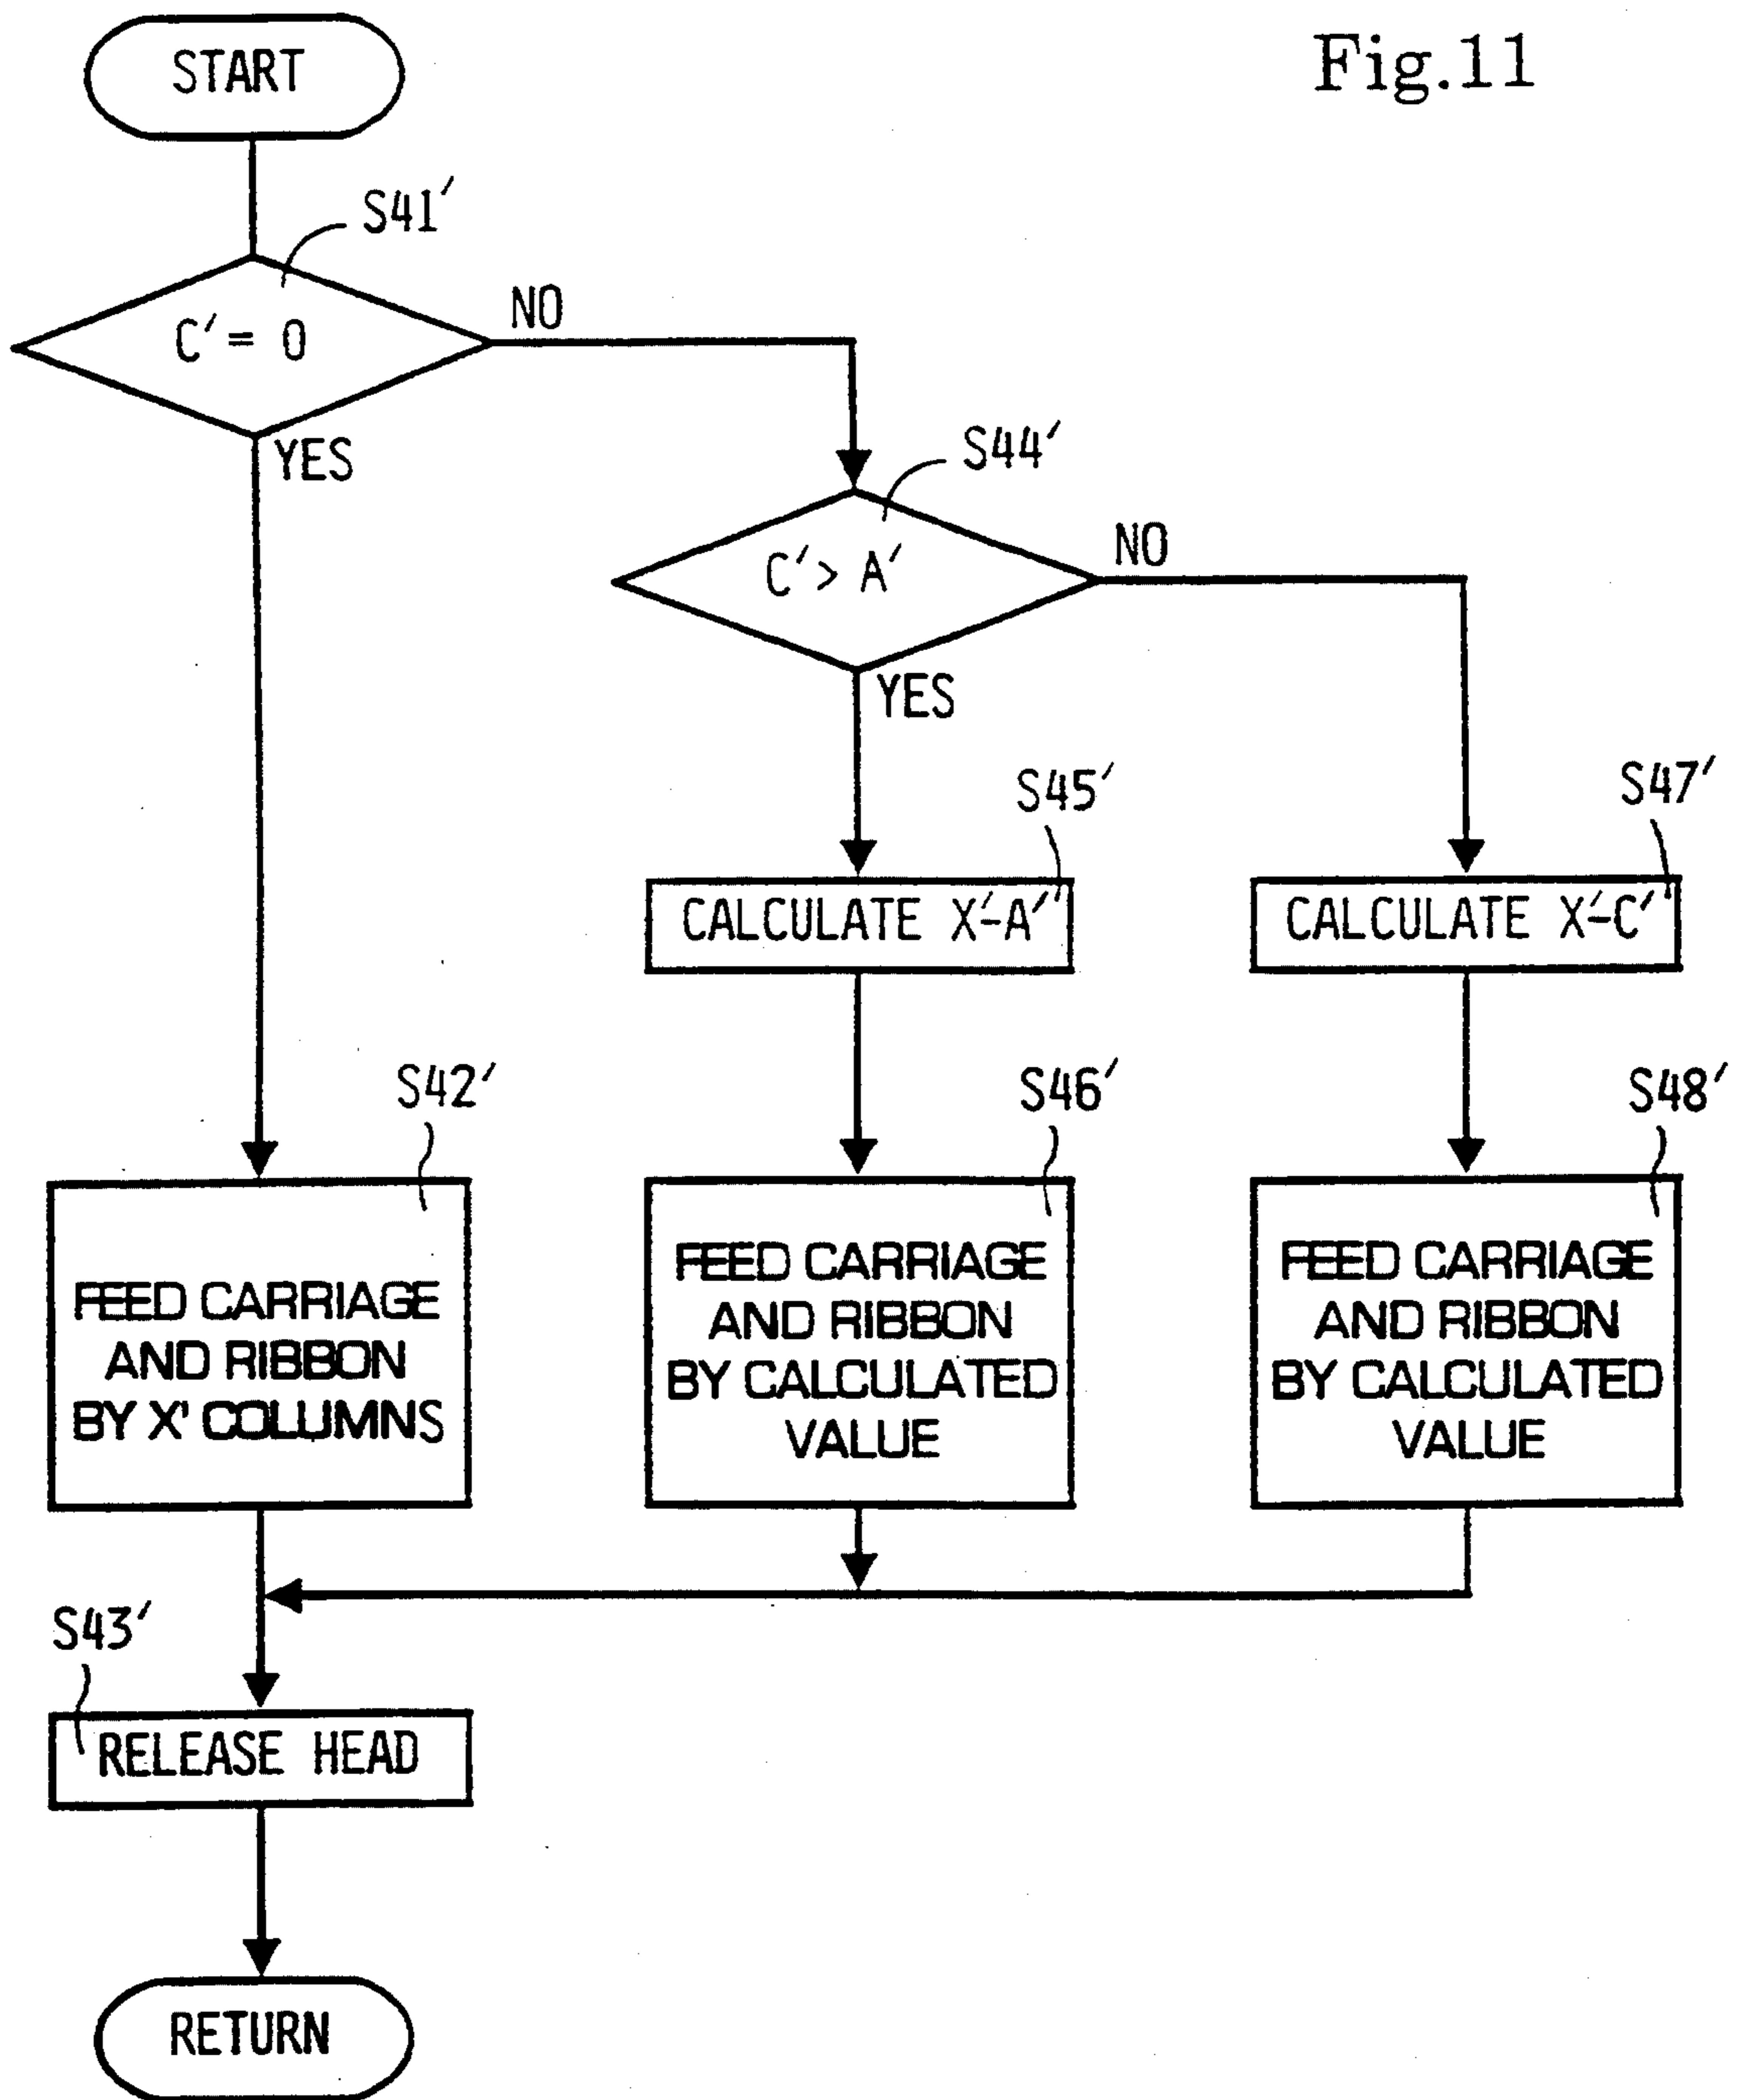 Fig.11
START
S41′
C′ = 0
NO
YES
S44′
C′ > A′
NO
YES
S45′
CALCULATE X′-A′
S47′
CALCULATE X′-C′
S42′
FEED CARRIAGE
AND RIBBON
BY X' COLUMNS
S46′
FEED CARRIAGE
AND RIBBON
BY CALCULATED
VALUE
S48′
FEED CARRIAGE
AND RIBBON
BY CALCULATED
VALUE
S43′
RELEASE HEAD
RETURN